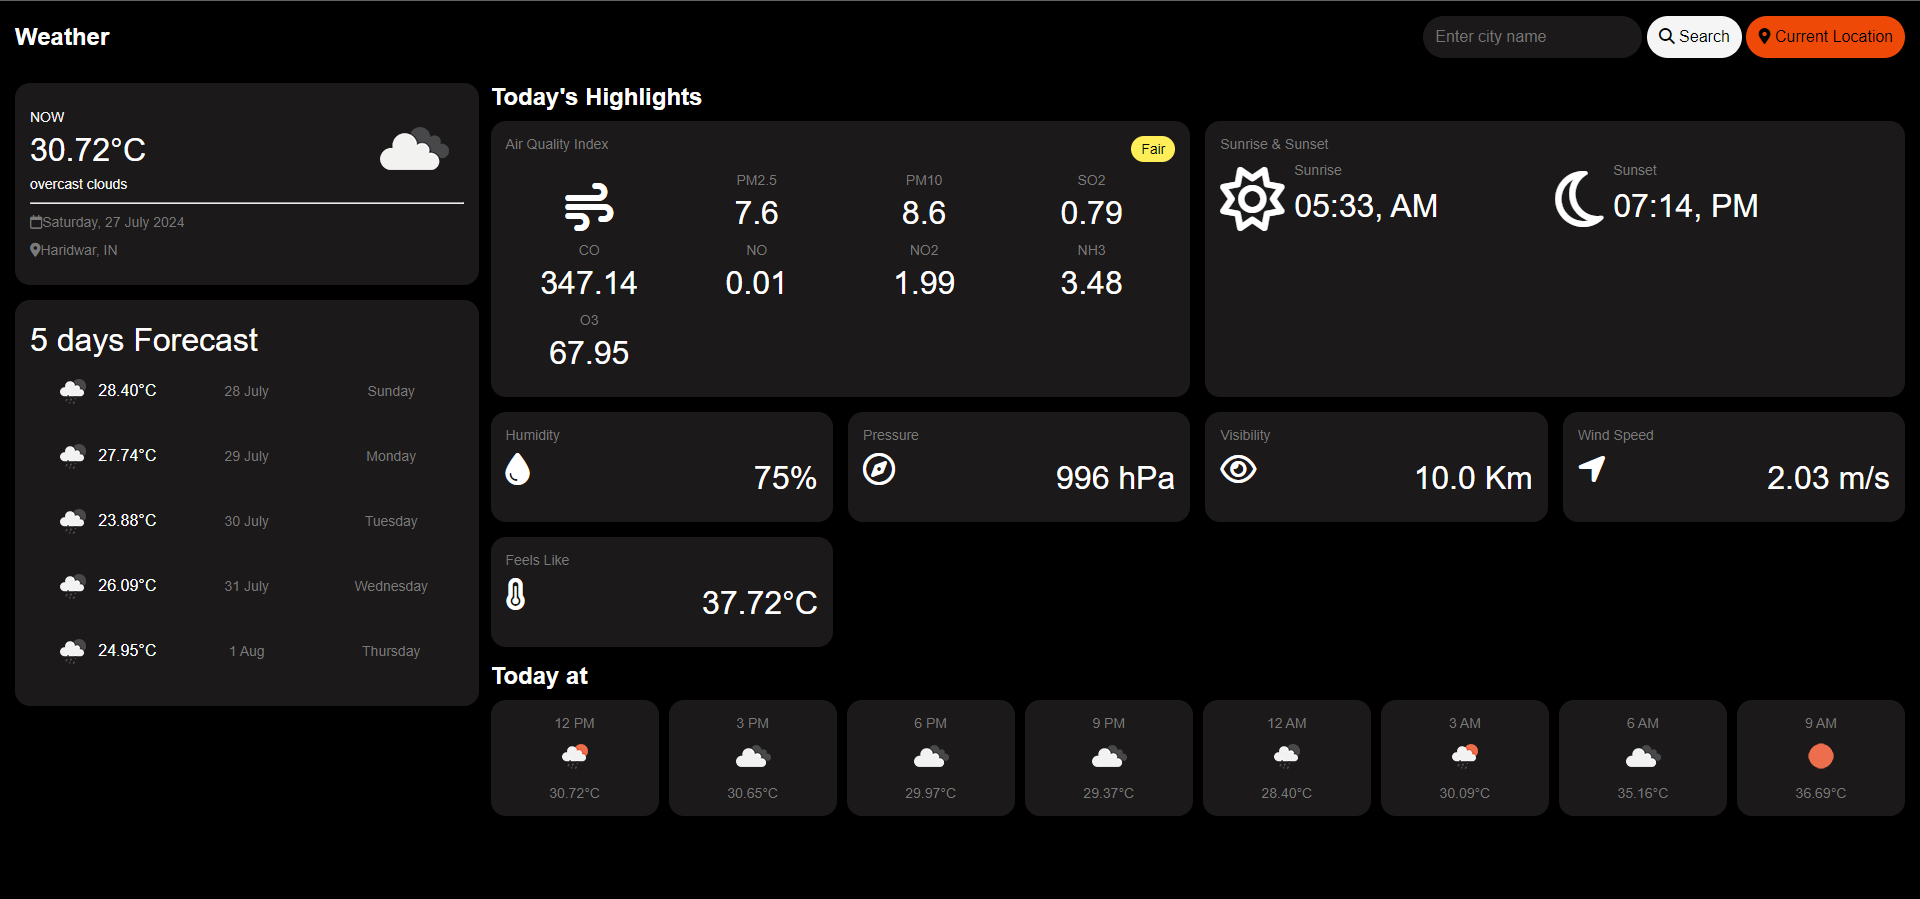 Weather
Enter city name
Search
Current Location
NOW
30.72°C
overcast clouds
Saturday, 27 July 2024
Haridwar, IN
5 days Forecast
28.40°C 28 July Sunday
27.74°C 29 July Monday
23.88°C 30 July Tuesday
26.09°C 31 July Wednesday
24.95°C 1 Aug Thursday
Today's Highlights
Air Quality Index
Fair
PM2.5 PM10 SO2
7.6 8.6 0.79
CO NO NO2 NH3
347.14 0.01 1.99 3.48
O3
67.95
Sunrise & Sunset
Sunrise
05:33, AM
Sunset
07:14, PM
Humidity
75%
Pressure
996 hPa
Visibility
10.0 Km
Wind Speed
2.03 m/s
Feels Like
37.72°C
Today at
12 PM 3 PM 6 PM 9 PM 12 AM 3 AM 6 AM 9 AM
30.72°C 30.65°C 29.97°C 29.37°C 28.40°C 30.09°C 35.16°C 36.69°C